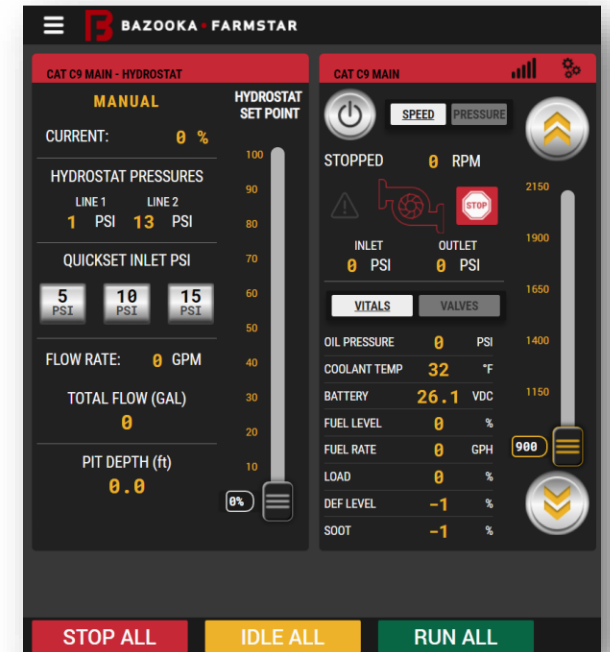 BAZOOKA FARMSTAR
CAT C9 MAIN - HYDROSTAT
MANUAL
CURRENT: 0 %
HYDROSTAT PRESSURES
LINE 1 LINE 2
1 PSI 13 PSI
QUICKSET INLET PSI
5 PSI
10 PSI
15 PSI
FLOW RATE: 0 GPM
TOTAL FLOW (GAL)
0
PIT DEPTH (ft)
0.0
HYDROSTAT
SET POINT
100
90
80
70
60
50
40
30
20
10
0%
CAT C9 MAIN
SPEED PRESSURE
STOPPED 0 RPM
STOP
INLET OUTLET
0 PSI 0 PSI
VITALS VALVES
OIL PRESSURE 0 PSI
COOLANT TEMP 32 °F
BATTERY 26.1 VDC
FUEL LEVEL 0 %
FUEL RATE 0 GPH
LOAD 0 %
DEF LEVEL -1 %
SOOT -1 %
2150
1900
1650
1400
1150
900
STOP ALL IDLE ALL RUN ALL